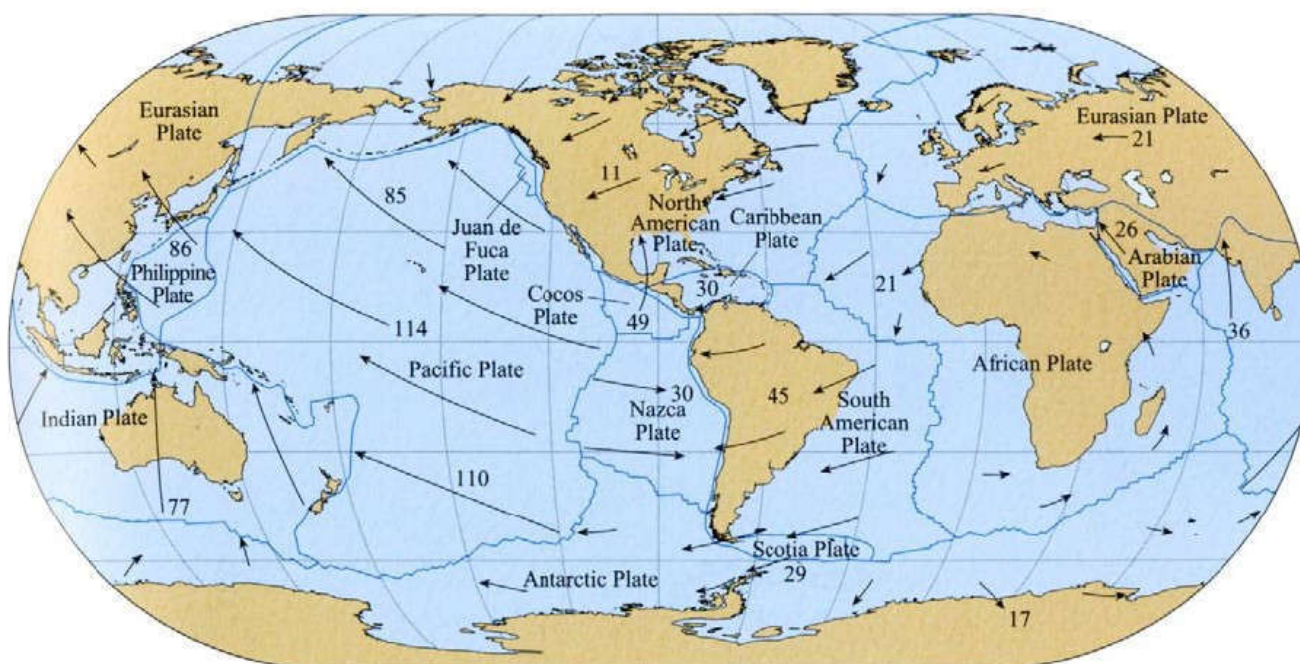 Eurasian
Plate
Eurasian Plate
21
11
North
American
Plate
85
Juan de
Fuca
Plate
Caribbean
Plate
86
Philippine
Plate
26
Arabian
Plate
30
21
Cocos
Plate
49
114
36
Pacific Plate
African Plate
30
Nazca
Plate
45
South
American
Plate
Indian Plate
110
77
Scotia Plate
29
Antarctic Plate
17